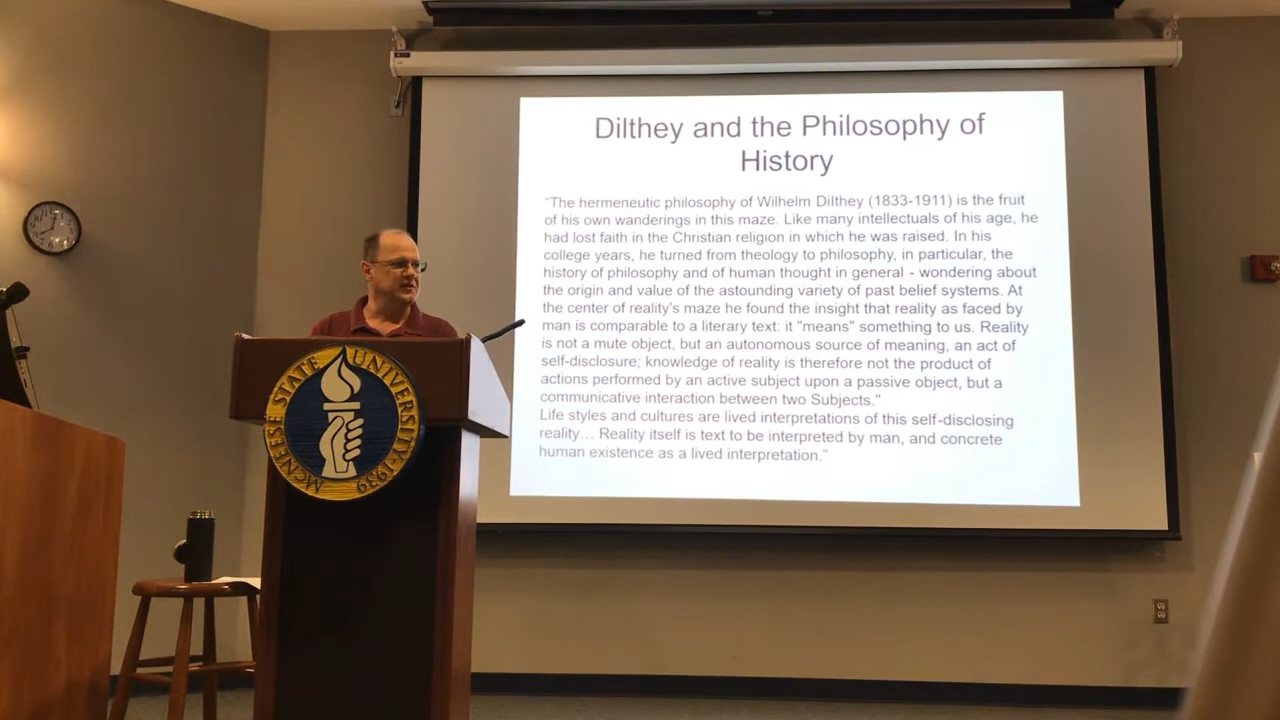 Dilthey and the Philosophy of
History
“The hermeneutic philosophy of Wilhelm Dilthey (1833-1911) is the fruit
of his own wanderings in this maze. Like many intellectuals of his age, he
had lost faith in the Christian religion in which he was raised. In his
college years, he turned from theology to philosophy, in particular, the
history of philosophy and of human thought in general - wondering about
the origin and value of the astounding variety of past belief systems. At
the center of reality's maze he found the insight that reality as faced by
man is comparable to a literary text: it "means" something to us. Reality
is not a mute object, but an autonomous source of meaning, an act of
self-disclosure; knowledge of reality is therefore not the product of
actions performed by an active subject upon a passive object, but a
communicative interaction between two Subjects."
Life styles and cultures are lived interpretations of this self-disclosing
reality… Reality itself is text to be interpreted by man, and concrete
human existence as a lived interpretation.”
MCNEESE STATE UNIVERSITY · 1939